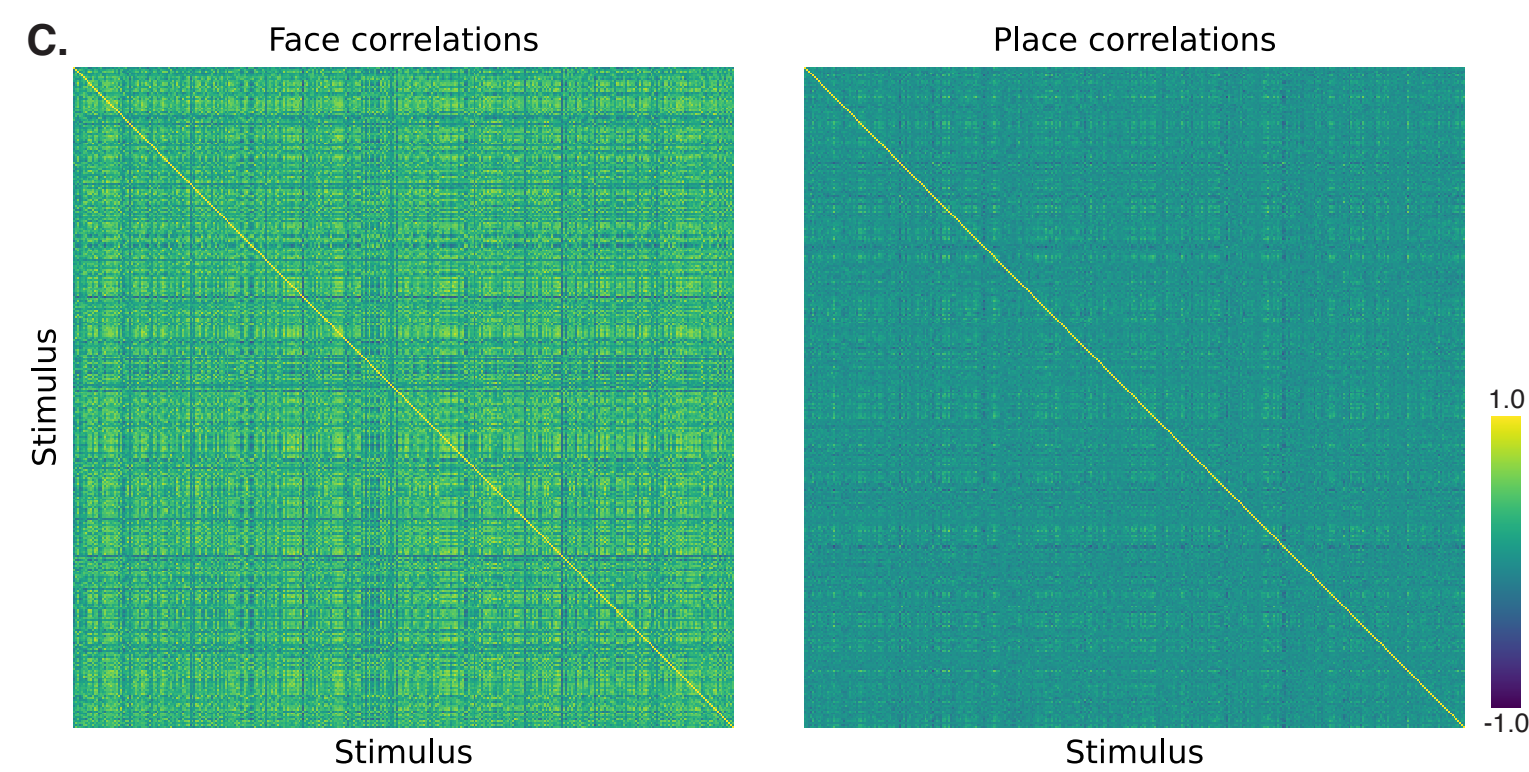 C.
Face correlations
Place correlations
Stimulus
Stimulus
Stimulus
1.0
-1.0